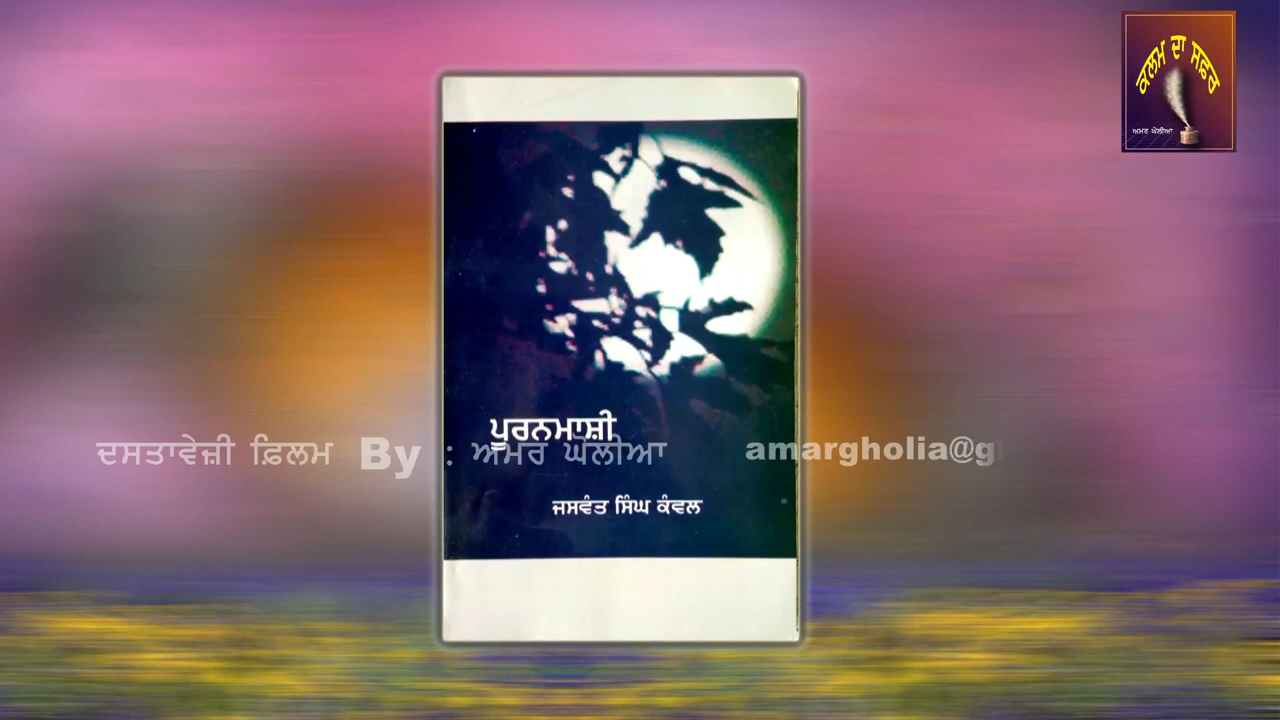 ਕਲਮ ਦਾ ਸਫ਼ਰ
ਅਮਰ ਘੋਲੀਆ
ਪੂਰਨਮਾਸ਼ੀ
ਦਸਤਾਵੇਜ਼ੀ ਫ਼ਿਲਮ By : ਅਮਰ ਘੋਲੀਆ amargholia@g
ਜਸਵੰਤ ਸਿੰਘ ਕੰਵਲ